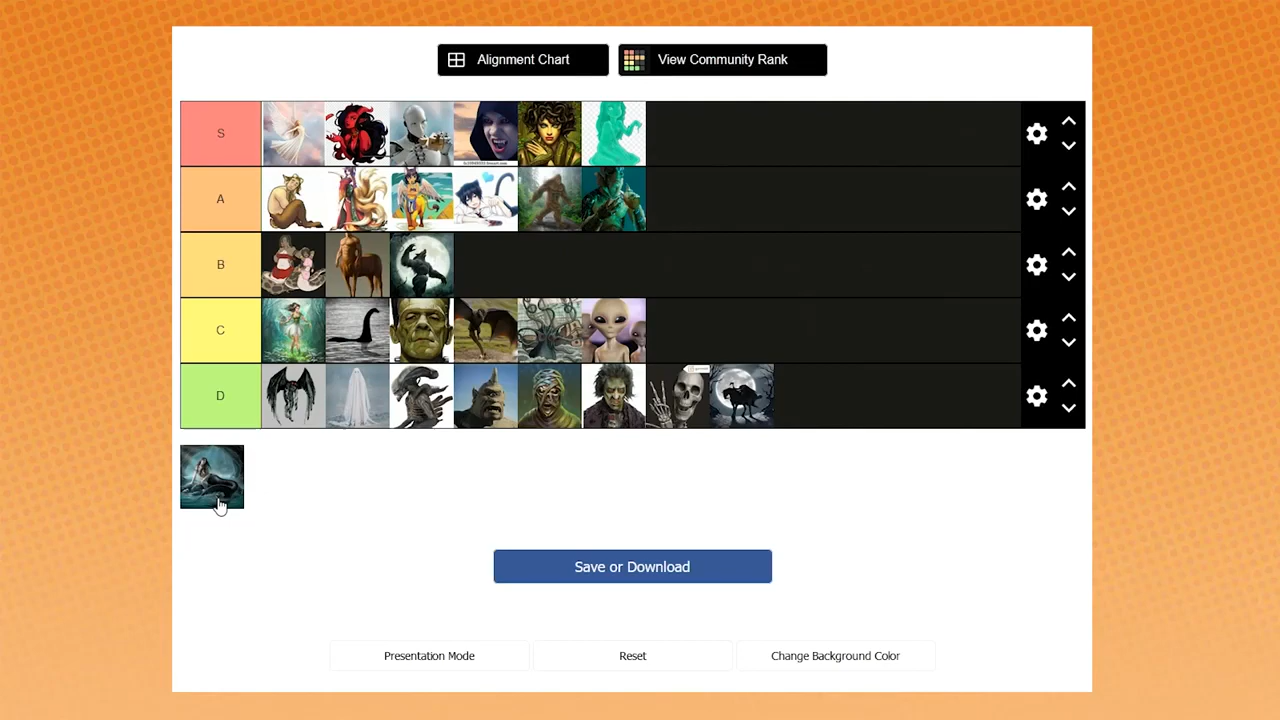 Alignment Chart
View Community Rank
S
A
B
C
D
Save or Download
Presentation Mode
Reset
Change Background Color